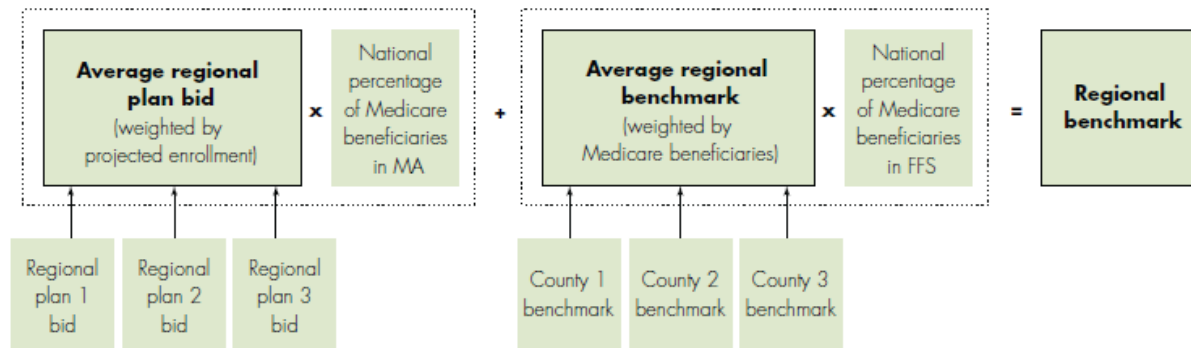 Average regional
plan bid
(weighted by
projected enrollment)
x
National
percentage
of Medicare
beneficiaries
in MA
+
Average regional
benchmark
(weighted by
Medicare beneficiaries)
x
National
percentage
of Medicare
beneficiaries
in FFS
=
Regional
benchmark
Regional
plan 1
bid
Regional
plan 2
bid
Regional
plan 3
bid
County 1
benchmark
County 2
benchmark
County 3
benchmark